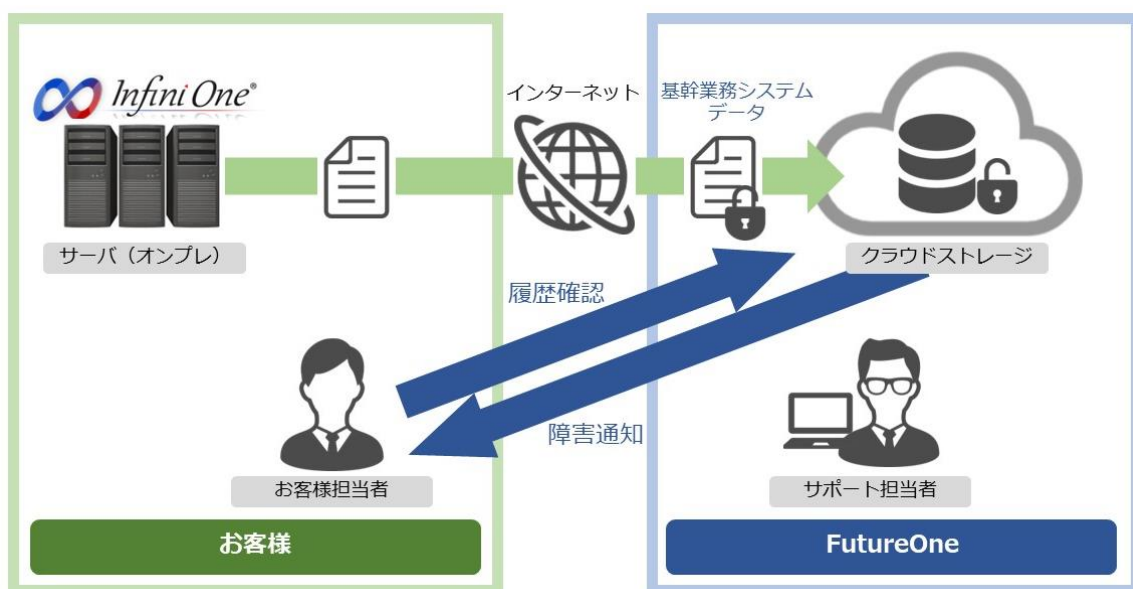 Infini One®
インターネット
基幹業務システム
データ
サーバ（オンプレ）
クラウドストレージ
履歴確認
障害通知
お客様担当者
サポート担当者
お客様
FutureOne